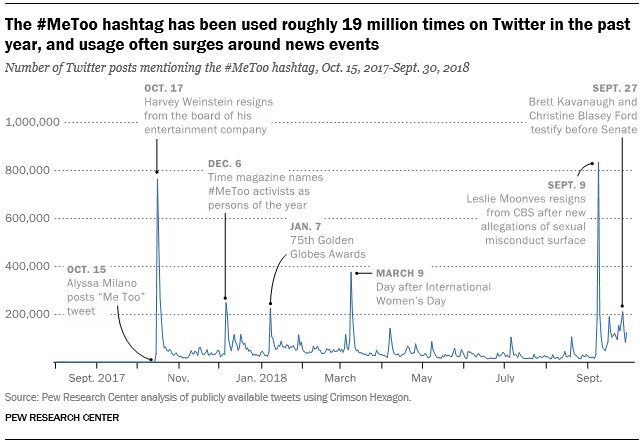 The #MeToo hashtag has been used roughly 19 million times on Twitter in the past
year, and usage often surges around news events
Number of Twitter posts mentioning the #MeToo hashtag, Oct. 15, 2017-Sept. 30, 2018
OCT. 17
Harvey Weinstein resigns
from the board of his
entertainment company
SEPT. 27
Brett Kavanaugh and
Christine Blasey Ford
testify before Senate
1,000,000
800,000
600,000
400,000
200,000
DEC. 6
Time magazine names
#MeToo activists as
persons of the year
SEPT. 9
Leslie Moonves resigns
from CBS after new
allegations of sexual
misconduct surface
JAN. 7
75th Golden
Globes Awards
OCT. 15
Alyssa Milano
posts “Me Too”
tweet
MARCH 9
Day after International
Women's Day
Sept. 2017
Nov.
Jan. 2018
March
May
July
Sept.
Source: Pew Research Center analysis of publicly available tweets using Crimson Hexagon.
PEW RESEARCH CENTER